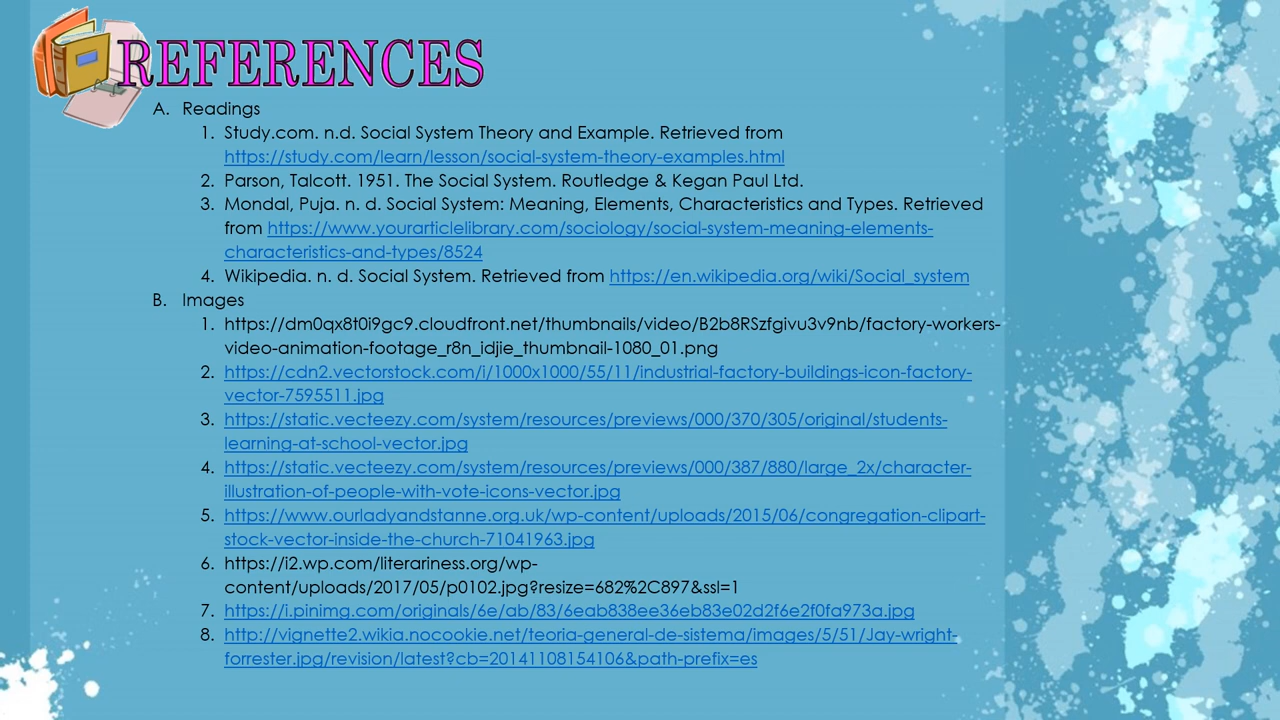 REFERENCES
A. Readings
1. Study.com. n.d. Social System Theory and Example. Retrieved from
https://study.com/learn/lesson/social-system-theory-examples.html
2. Parson, Talcott. 1951. The Social System. Routledge & Kegan Paul Ltd.
3. Mondal, Puja. n. d. Social System: Meaning, Elements, Characteristics and Types. Retrieved
from https://www.yourarticlelibrary.com/sociology/social-system-meaning-elements-
characteristics-and-types/8524
4. Wikipedia. n. d. Social System. Retrieved from https://en.wikipedia.org/wiki/Social_system
B. Images
1. https://dm0qx8t0i9gc9.cloudfront.net/thumbnails/video/B2b8RSzfgivu3v9nb/factory-workers-
video-animation-footage_r8n_idjie_thumbnail-1080_01.png
2. https://cdn2.vectorstock.com/i/1000x1000/55/11/industrial-factory-buildings-icon-factory-
vector-7595511.jpg
3. https://static.vecteezy.com/system/resources/previews/000/370/305/original/students-
learning-at-school-vector.jpg
4. https://static.vecteezy.com/system/resources/previews/000/387/880/large_2x/character-
illustration-of-people-with-vote-icons-vector.jpg
5. https://www.ourladyandstanne.org.uk/wp-content/uploads/2015/06/congregation-clipart-
stock-vector-inside-the-church-71041963.jpg
6. https://i2.wp.com/literariness.org/wp-
content/uploads/2017/05/p0102.jpg?resize=682%2C897&ssl=1
7. https://i.pinimg.com/originals/6e/ab/83/6eab838ee36eb83e02d2f6e2f0fa973a.jpg
8. http://vignette2.wikia.nocookie.net/teoria-general-de-sistema/images/5/51/Jay-wright-
forrester.jpg/revision/latest?cb=20141108154106&path-prefix=es